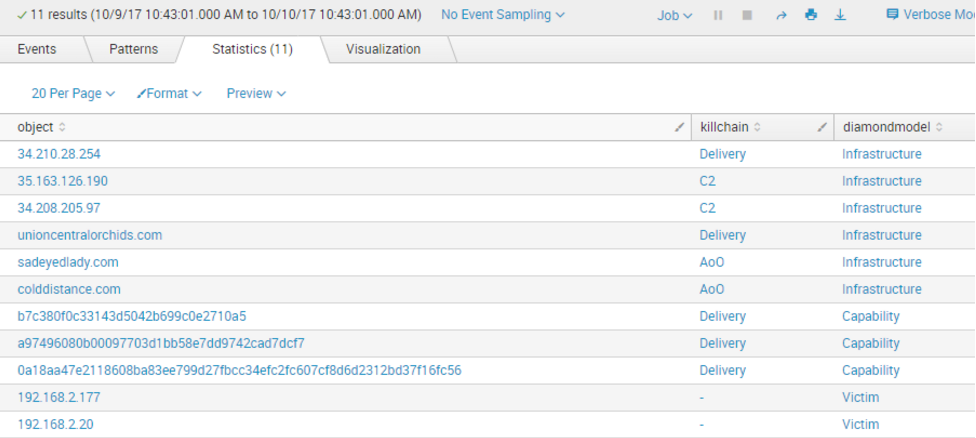 ✓ 11 results (10/9/17 10:43:01.000 AM to 10/10/17 10:43:01.000 AM) No Event Sampling Job Verbose Mo
Events Patterns Statistics (11) Visualization
20 Per Page Format Preview
object killchain diamondmodel
34.210.28.254 Delivery Infrastructure
35.163.126.190 C2 Infrastructure
34.208.205.97 C2 Infrastructure
unioncentralorchids.com Delivery Infrastructure
sadeyedlady.com AoO Infrastructure
colddistance.com AoO Infrastructure
b7c380f0c33143d5042b699c0e2710a5 Delivery Capability
a97496080b00097703d1bb58e7dd9742cad7dcf7 Delivery Capability
0a18aa47e2118608ba83ee799d27fbcc34efc2fc607cf8d6d2312bd37f16fc56 Delivery Capability
192.168.2.177 - Victim
192.168.2.20 - Victim